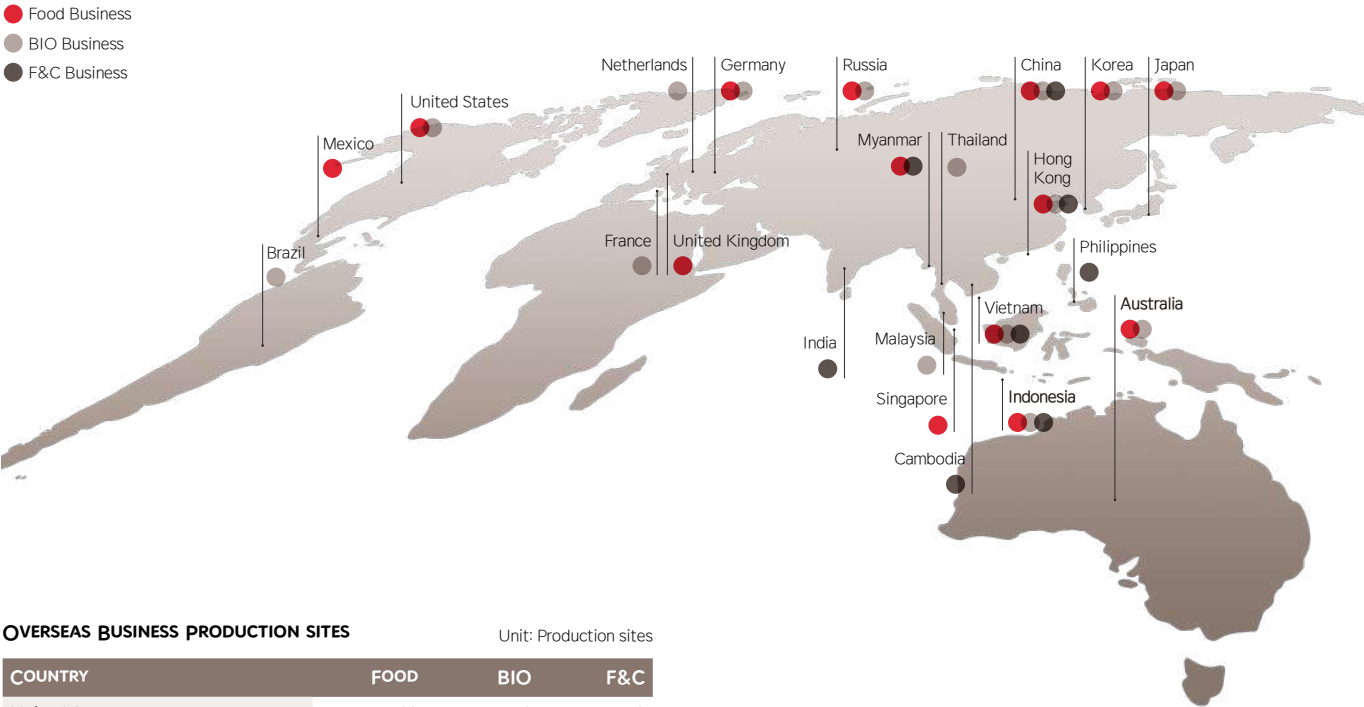 Food Business
BIO Business
F&C Business
Netherlands
Germany
Russia
China
Korea
Japan
United States
Mexico
Myanmar
Thailand
Hong
Kong
Brazil
France
United Kingdom
Philippines
India
Malaysia
Vietnam
Australia
Singapore
Indonesia
Cambodia
OVERSEAS BUSINESS PRODUCTION SITES
Unit: Production sites
COUNTRY FOOD BIO F&C